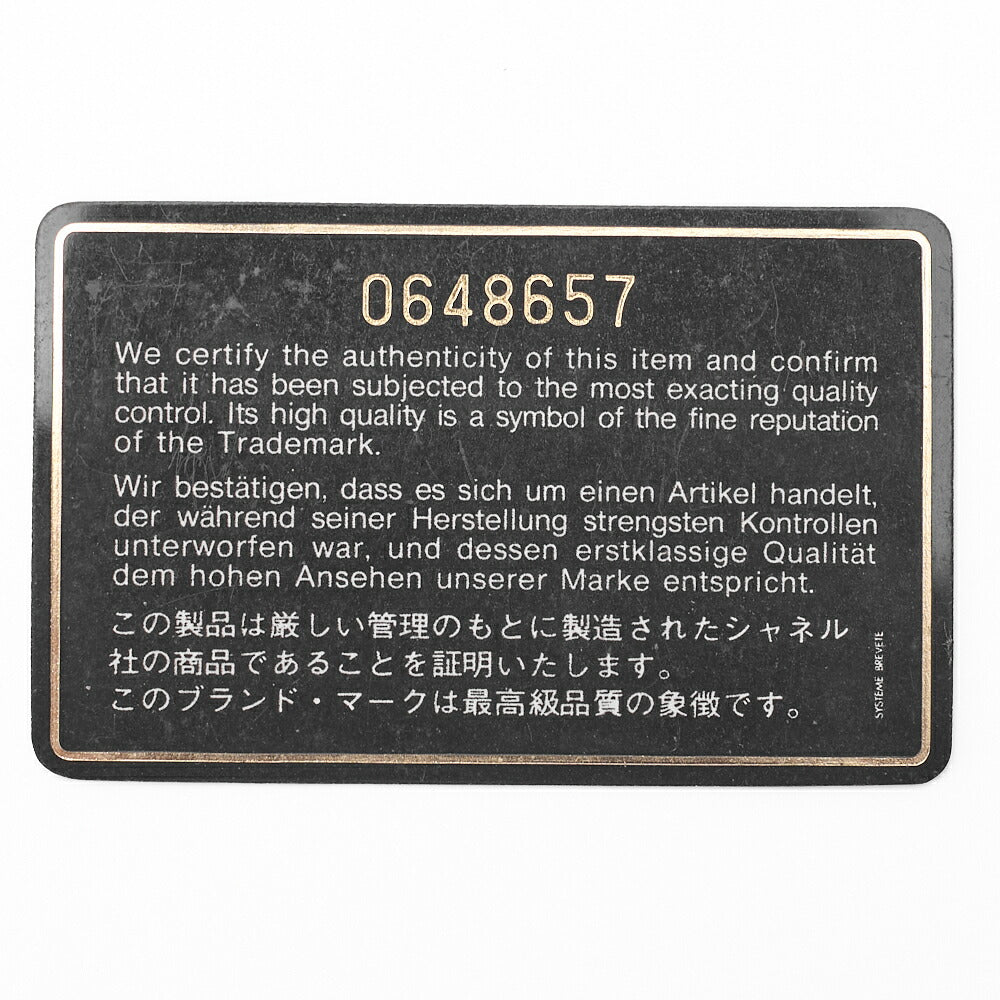 0648657
We certify the authenticity of this item and confirm
that it has been subjected to the most exacting quality
control. Its high quality is a symbol of the fine reputation
of the Trademark.
Wir bestätigen, dass es sich um einen Artikel handelt,
der während seiner Herstellung strengsten Kontrollen
unterworfen war, und dessen erstklassige Qualität
dem hohen Ansehen unserer Marke entspricht.
この製品は厳しい管理のもとに製造されたシャネル
社の商品であることを証明いたします。
このブランド・マークは最高級品質の象徴です。
SYSTEME BREVETE